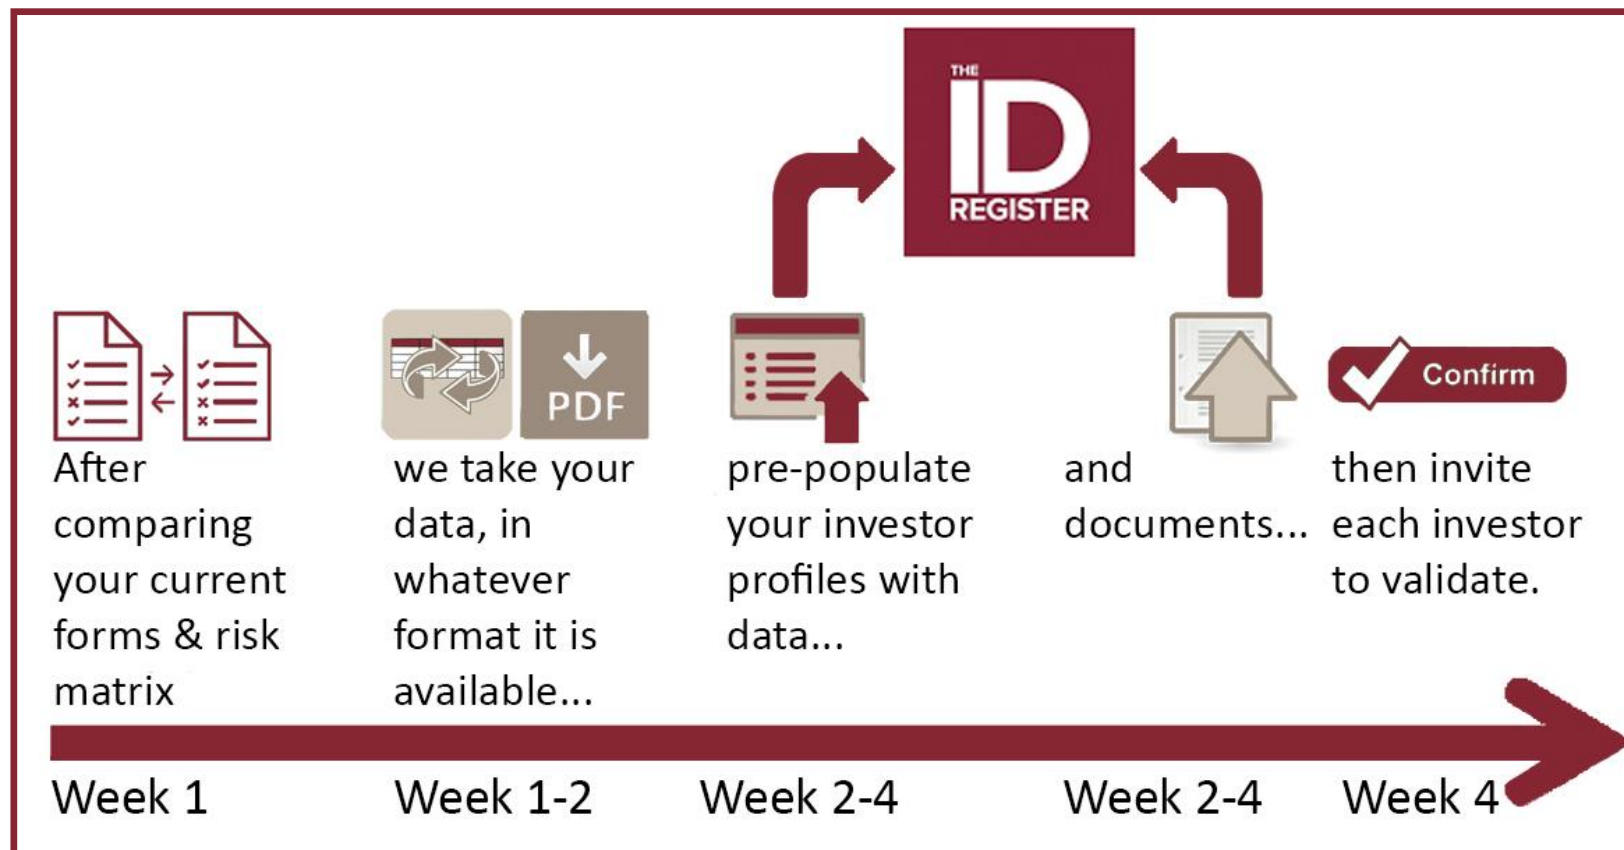 THE
ID
REGISTER
PDF
Confirm
After
comparing
your current
forms & risk
matrix
we take your
data, in
whatever
format it is
available...
pre-populate
your investor
profiles with
data...
and
documents...
then invite
each investor
to validate.
Week 1
Week 1-2
Week 2-4
Week 2-4
Week 4